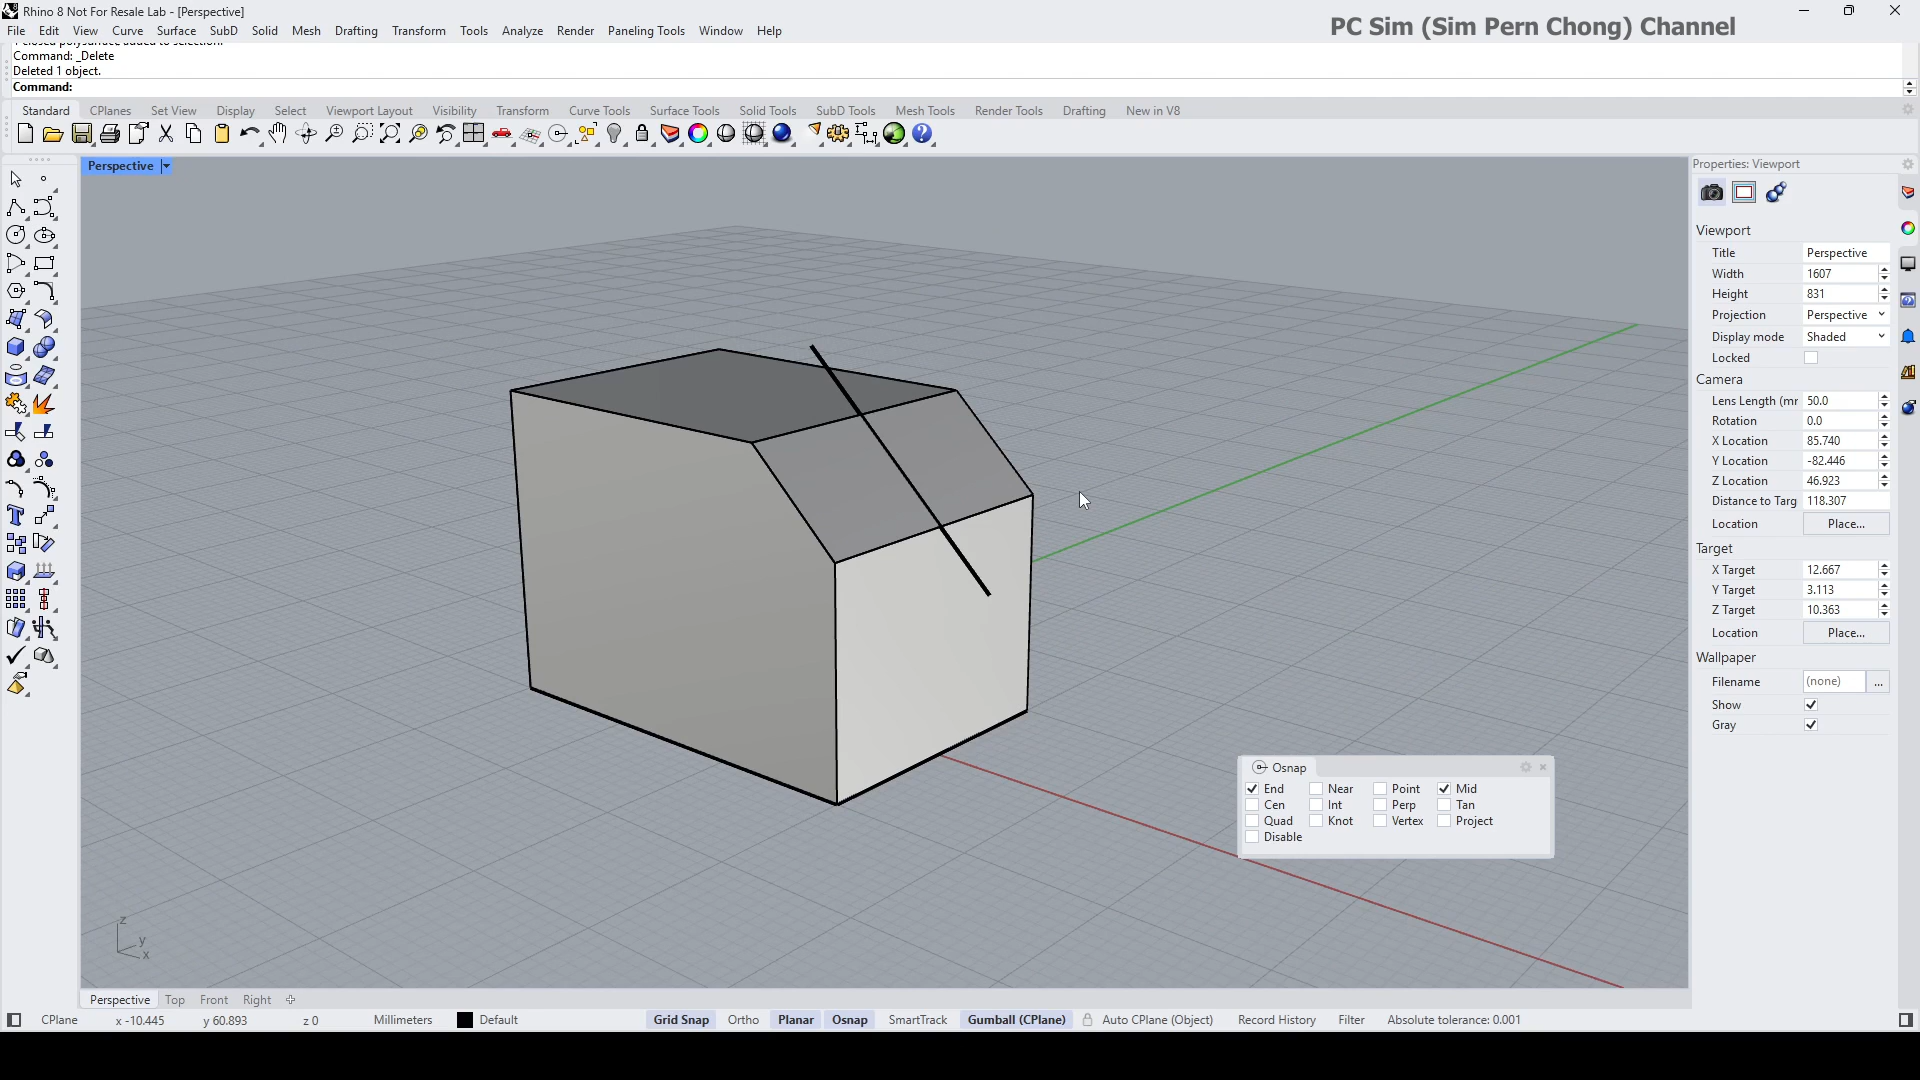 Rhino 8 Not For Resale Lab - [Perspective]
PC Sim (Sim Pern Chong) Channel
File Edit View Curve Surface SubD Solid Mesh Drafting Transform Tools Analyze Render Paneling Tools Window Help
1 closed polysurface added to selection.
Command: _Delete
Deleted 1 object.
Command:
Standard CPlanes Set View Display Select Viewport Layout Visibility Transform Curve Tools Surface Tools Solid Tools SubD Tools Mesh Tools Render Tools Drafting New in V8
Perspective
Properties: Viewport
Viewport
Title Perspective
Width 1607
Height 831
Projection Perspective
Display mode Shaded
Locked
Camera
Lens Length (mr 50.0
Rotation 0.0
X Location 85.740
Y Location -82.446
Z Location 46.923
Distance to Targ 118.307
Location Place...
Target
X Target 12.667
Y Target 3.113
Z Target 10.363
Location Place...
Wallpaper
Filename (none) ...
Show
Gray
Osnap
End Near Point Mid
Cen Int Perp Tan
Quad Knot Vertex Project
Disable
z
y
x
Perspective Top Front Right
CPlane x -10.445 y 60.893 z 0 Millimeters Default Grid Snap Ortho Planar Osnap SmartTrack Gumball (CPlane) Auto CPlane (Object) Record History Filter Absolute tolerance: 0.001